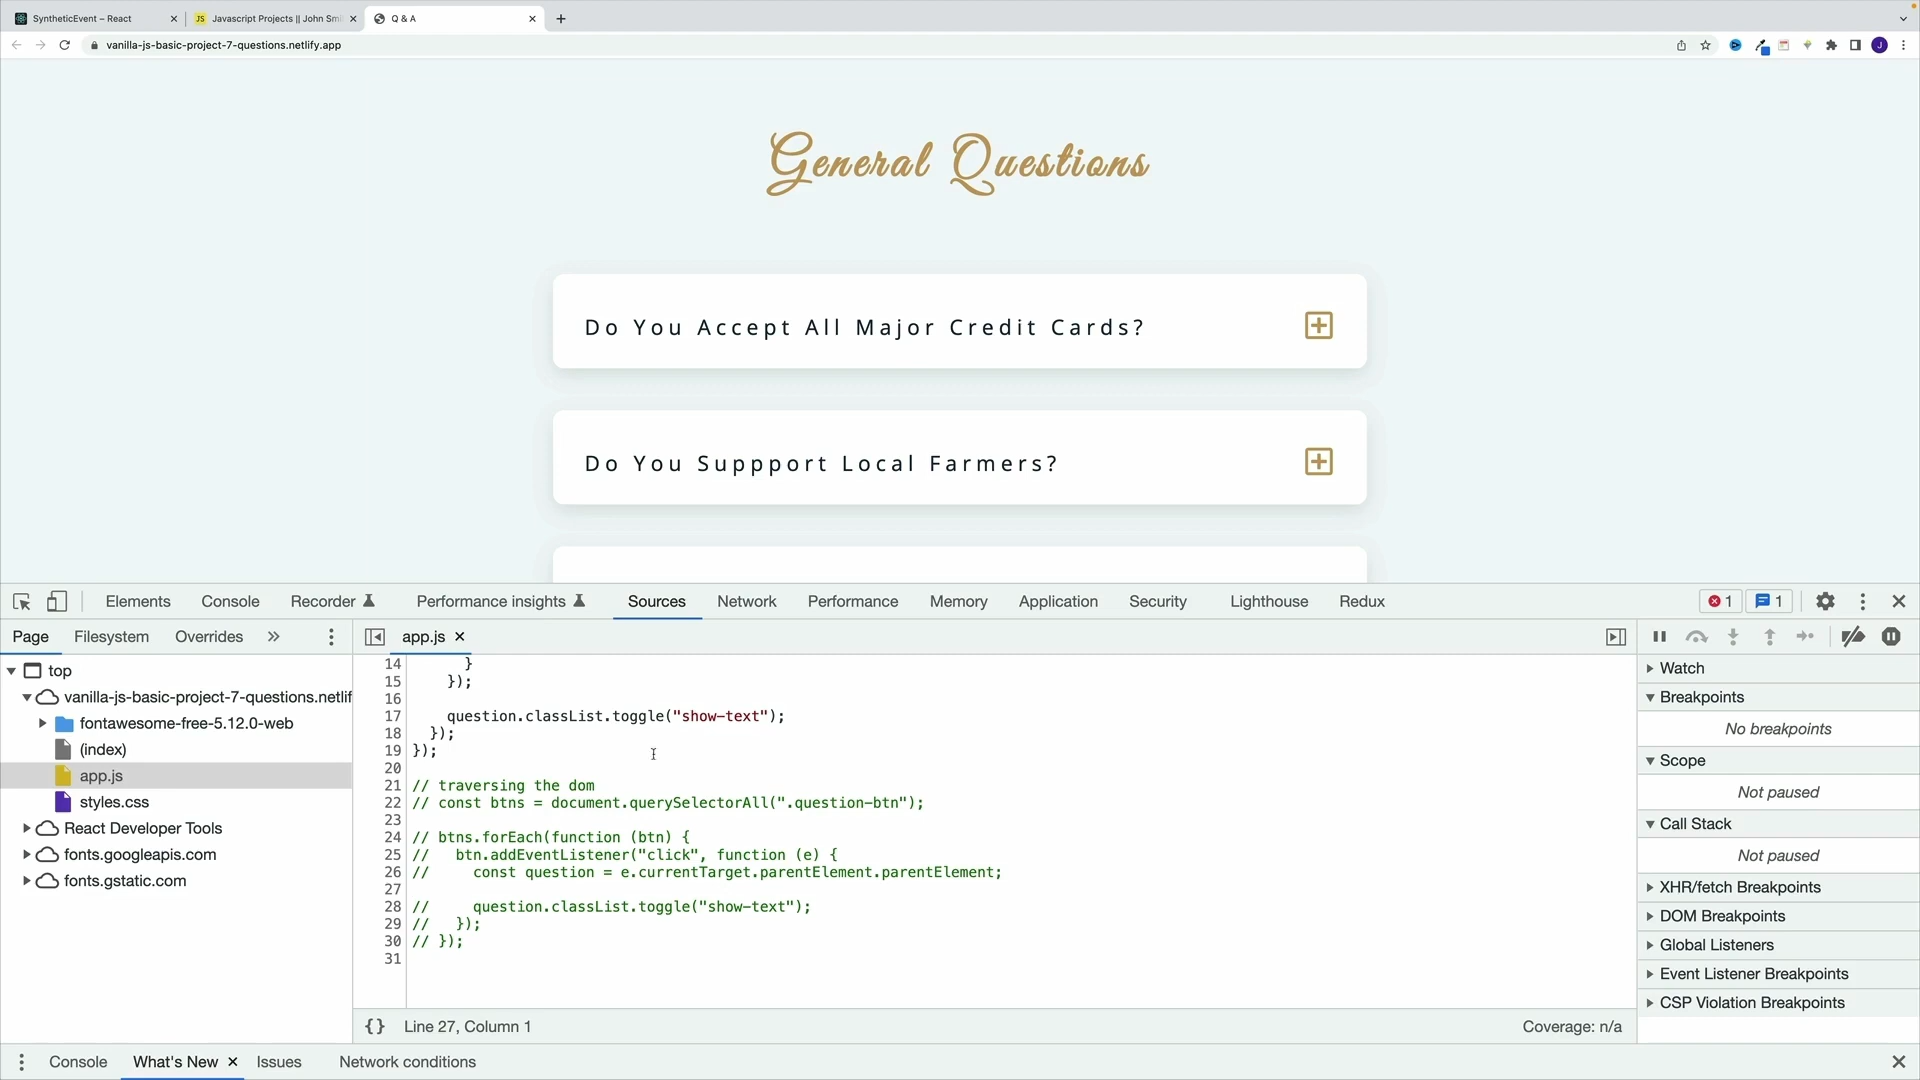 SyntheticEvent – React
Javascript Projects || John Smi
Q & A
vanilla-js-basic-project-7-questions.netlify.app
J
General Questions
Do You Accept All Major Credit Cards?
Do You Suppport Local Farmers?
Elements
Console
Recorder
Performance insights
Sources
Network
Performance
Memory
Application
Security
Lighthouse
Redux
1
1
Page
Filesystem
Overrides
app.js
top
vanilla-js-basic-project-7-questions.netlif
fontawesome-free-5.12.0-web
(index)
app.js
styles.css
React Developer Tools
fonts.googleapis.com
fonts.gstatic.com
14 }
15 });
16
17 question.classList.toggle("show-text");
18 });
19 });
20
21 // traversing the dom
22 // const btns = document.querySelectorAll(".question-btn");
23
24 // btns.forEach(function (btn) {
25 // btn.addEventListener("click", function (e) {
26 // const question = e.currentTarget.parentElement.parentElement;
27
28 // question.classList.toggle("show-text");
29 // });
30 // });
31
{} Line 27, Column 1
Coverage: n/a
Watch
Breakpoints
No breakpoints
Scope
Not paused
Call Stack
Not paused
XHR/fetch Breakpoints
DOM Breakpoints
Global Listeners
Event Listener Breakpoints
CSP Violation Breakpoints
Console
What's New
Issues
Network conditions